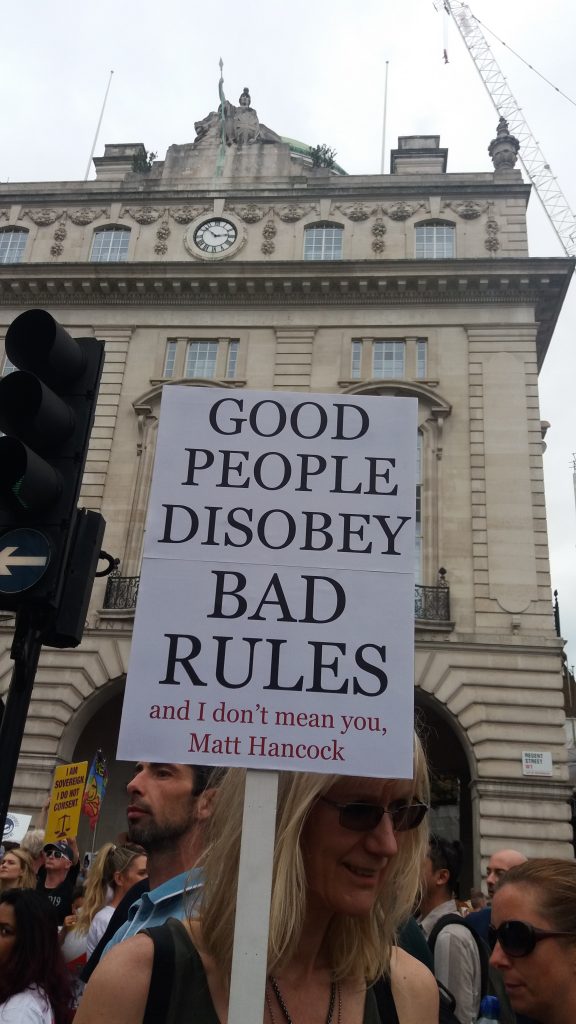 GOOD
PEOPLE
DISOBEY
BAD
RULES
and I don't mean you,
Matt Hancock
I AM
SOVEREIGN
I DO NOT
CONSENT
REGENT
STREET